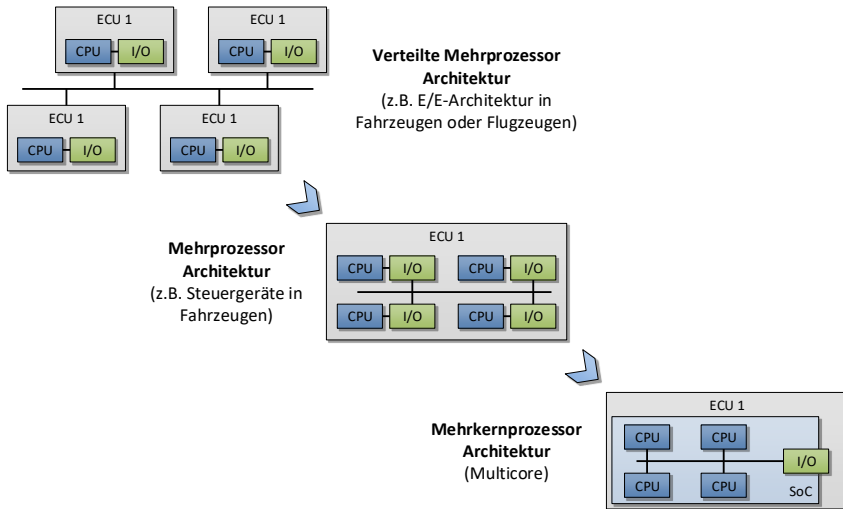 ECU 1
CPU
I/O
ECU 1
CPU
I/O
ECU 1
CPU
I/O
ECU 1
CPU
I/O
Verteilte Mehrprozessor
Architektur
(z.B. E/E-Architektur in
Fahrzeugen oder Flugzeugen)
Mehrprozessor
Architektur
(z.B. Steuergeräte in
Fahrzeugen)
ECU 1
CPU
I/O
CPU
I/O
CPU
I/O
CPU
I/O
Mehrkernprozessor
Architektur
(Multicore)
ECU 1
CPU
CPU
I/O
CPU
CPU
SoC